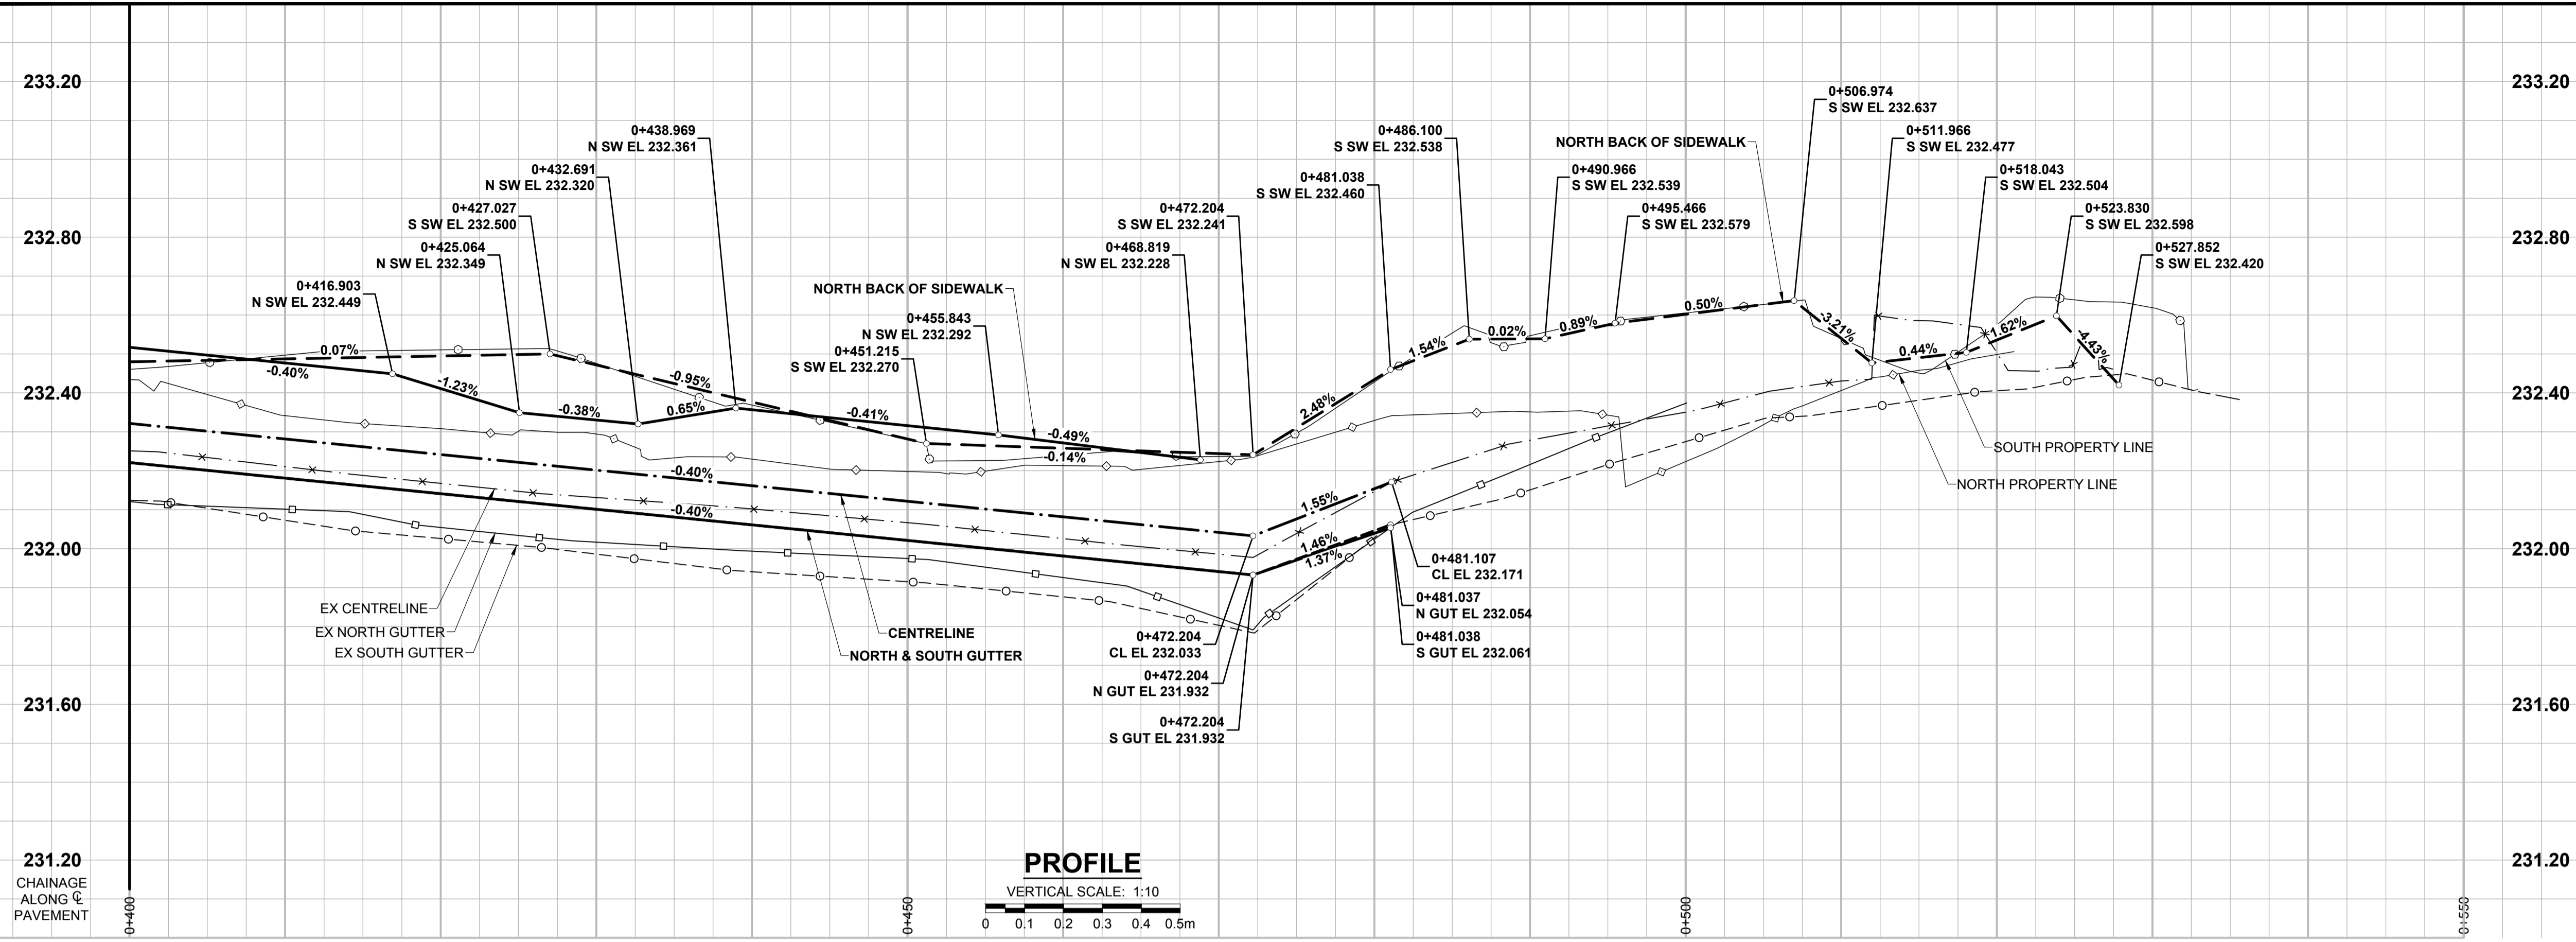 233.20
233.20
232.80
232.80
232.40
232.40
232.00
232.00
231.60
231.60
231.20
231.20
0+416.903
N SW EL 232.449
0+425.064
N SW EL 232.349
0+427.027
S SW EL 232.500
0+432.691
N SW EL 232.320
0+438.969
N SW EL 232.361
NORTH BACK OF SIDEWALK
0+455.843
N SW EL 232.292
0+451.215
S SW EL 232.270
0+468.819
N SW EL 232.228
0+472.204
S SW EL 232.241
0+481.038
S SW EL 232.460
0+486.100
S SW EL 232.538
NORTH BACK OF SIDEWALK
0+490.966
S SW EL 232.539
0+495.466
S SW EL 232.579
0+506.974
S SW EL 232.637
0+511.966
S SW EL 232.477
0+518.043
S SW EL 232.504
0+523.830
S SW EL 232.598
0+527.852
S SW EL 232.420
0.07%
-0.40%
-1.23%
-0.38%
0.65%
-0.95%
-0.41%
-0.49%
-0.14%
2.48%
1.54%
0.02%
0.89%
0.50%
-3.21%
0.44%
1.62%
-4.43%
-0.40%
-0.40%
1.55%
1.46%
1.37%
SOUTH PROPERTY LINE
NORTH PROPERTY LINE
EX CENTRELINE
EX NORTH GUTTER
EX SOUTH GUTTER
CENTRELINE
NORTH & SOUTH GUTTER
0+472.204
CL EL 232.033
0+472.204
N GUT EL 231.932
0+472.204
S GUT EL 231.932
0+481.107
CL EL 232.171
0+481.037
N GUT EL 232.054
0+481.038
S GUT EL 232.061
PROFILE
VERTICAL SCALE: 1:10
0 0.1 0.2 0.3 0.4 0.5m
CHAINAGE
ALONG ℄
PAVEMENT
0+400
0+450
0+500
0+550